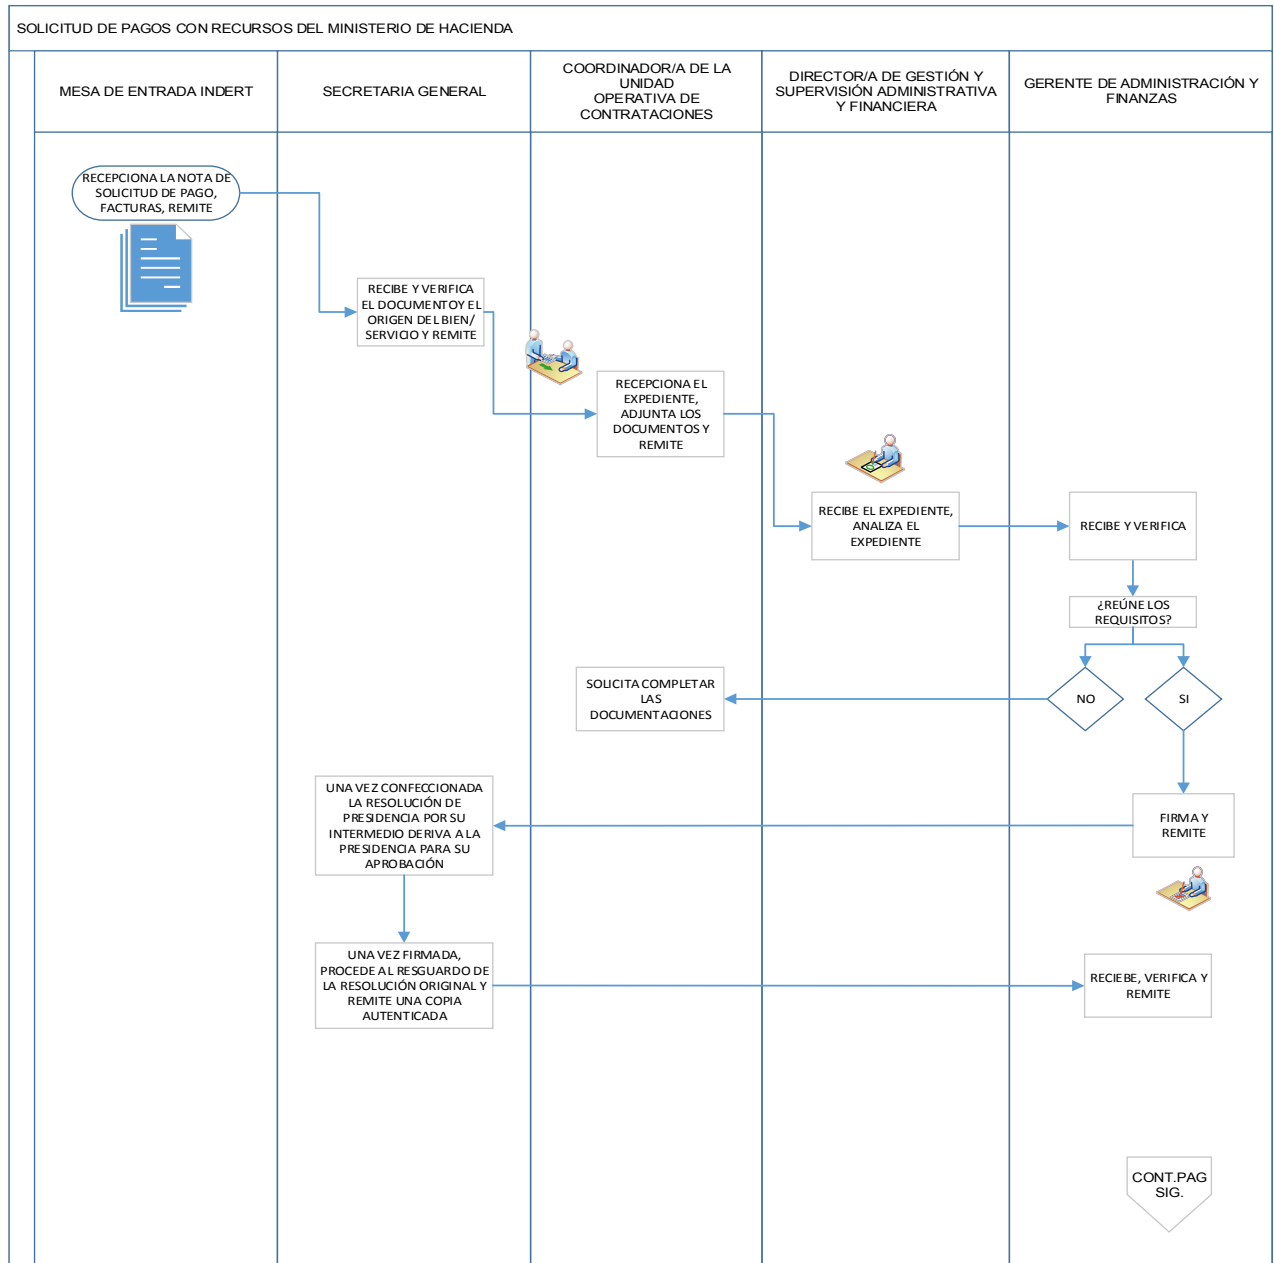 SOLICITUD DE PAGOS CON RECURSOS DEL MINISTERIO DE HACIENDA
MESA DE ENTRADA INDERT
SECRETARIA GENERAL
COORDINADOR/A DE LA
UNIDAD
OPERATIVA DE
CONTRATACIONES
DIRECTOR/A DE GESTIÓN Y
SUPERVISIÓN ADMINISTRATIVA
Y FINANCIERA
GERENTE DE ADMINISTRACIÓN Y
FINANZAS
RECEPCIONA LA NOTA DE
SOLICITUD DE PAGO,
FACTURAS, REMITE
RECIBE Y VERIFICA
EL DOCUMENTO Y EL
ORIGEN DEL BIEN/
SERVICIO Y REMITE
RECEPCIONA EL
EXPEDIENTE,
ADJUNTA LOS
DOCUMENTOS Y
REMITE
RECIBE EL EXPEDIENTE,
ANALIZA EL
EXPEDIENTE
RECIBE Y VERIFICA
¿REÚNE LOS
REQUISITOS?
NO
SI
SOLICITA COMPLETAR
LAS
DOCUMENTACIONES
FIRMA Y
REMITE
UNA VEZ CONFECCIONADA
LA RESOLUCIÓN DE
PRESIDENCIA POR SU
INTERMEDIO DERIVA A LA
PRESIDENCIA PARA SU
APROBACIÓN
UNA VEZ FIRMADA,
PROCEDE AL RESGUARDO DE
LA RESOLUCIÓN ORIGINAL Y
REMITE UNA COPIA
AUTENTICADA
RECIEBE, VERIFICA Y
REMITE
CONT.PAG
SIG.